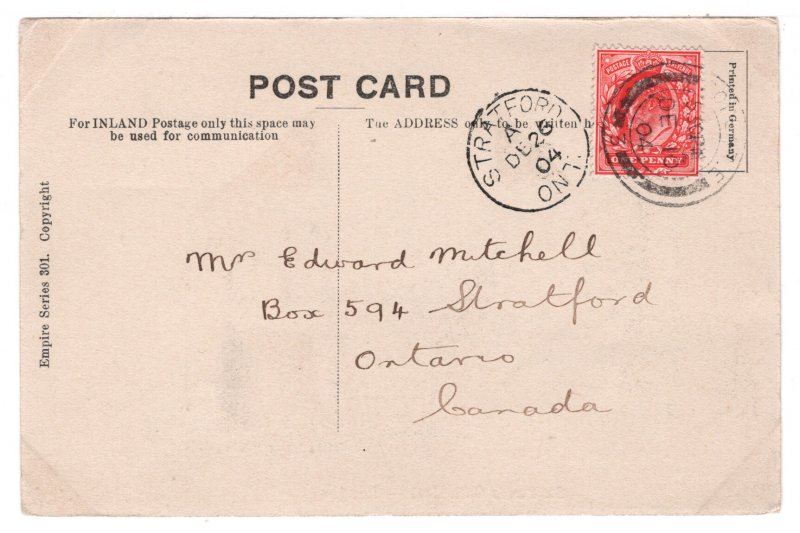 POST CARD
For INLAND Postage only this space may
be used for communication
The ADDRESS only to be written h
Printed in Germany
Empire Series 301. Copyright
STRATFORD
A
DE 26
04
ONT
POSTAGE
ONE PENNY
DE
04
Mr Edward Mitchell
Box 594 Stratford
Ontario
Canada